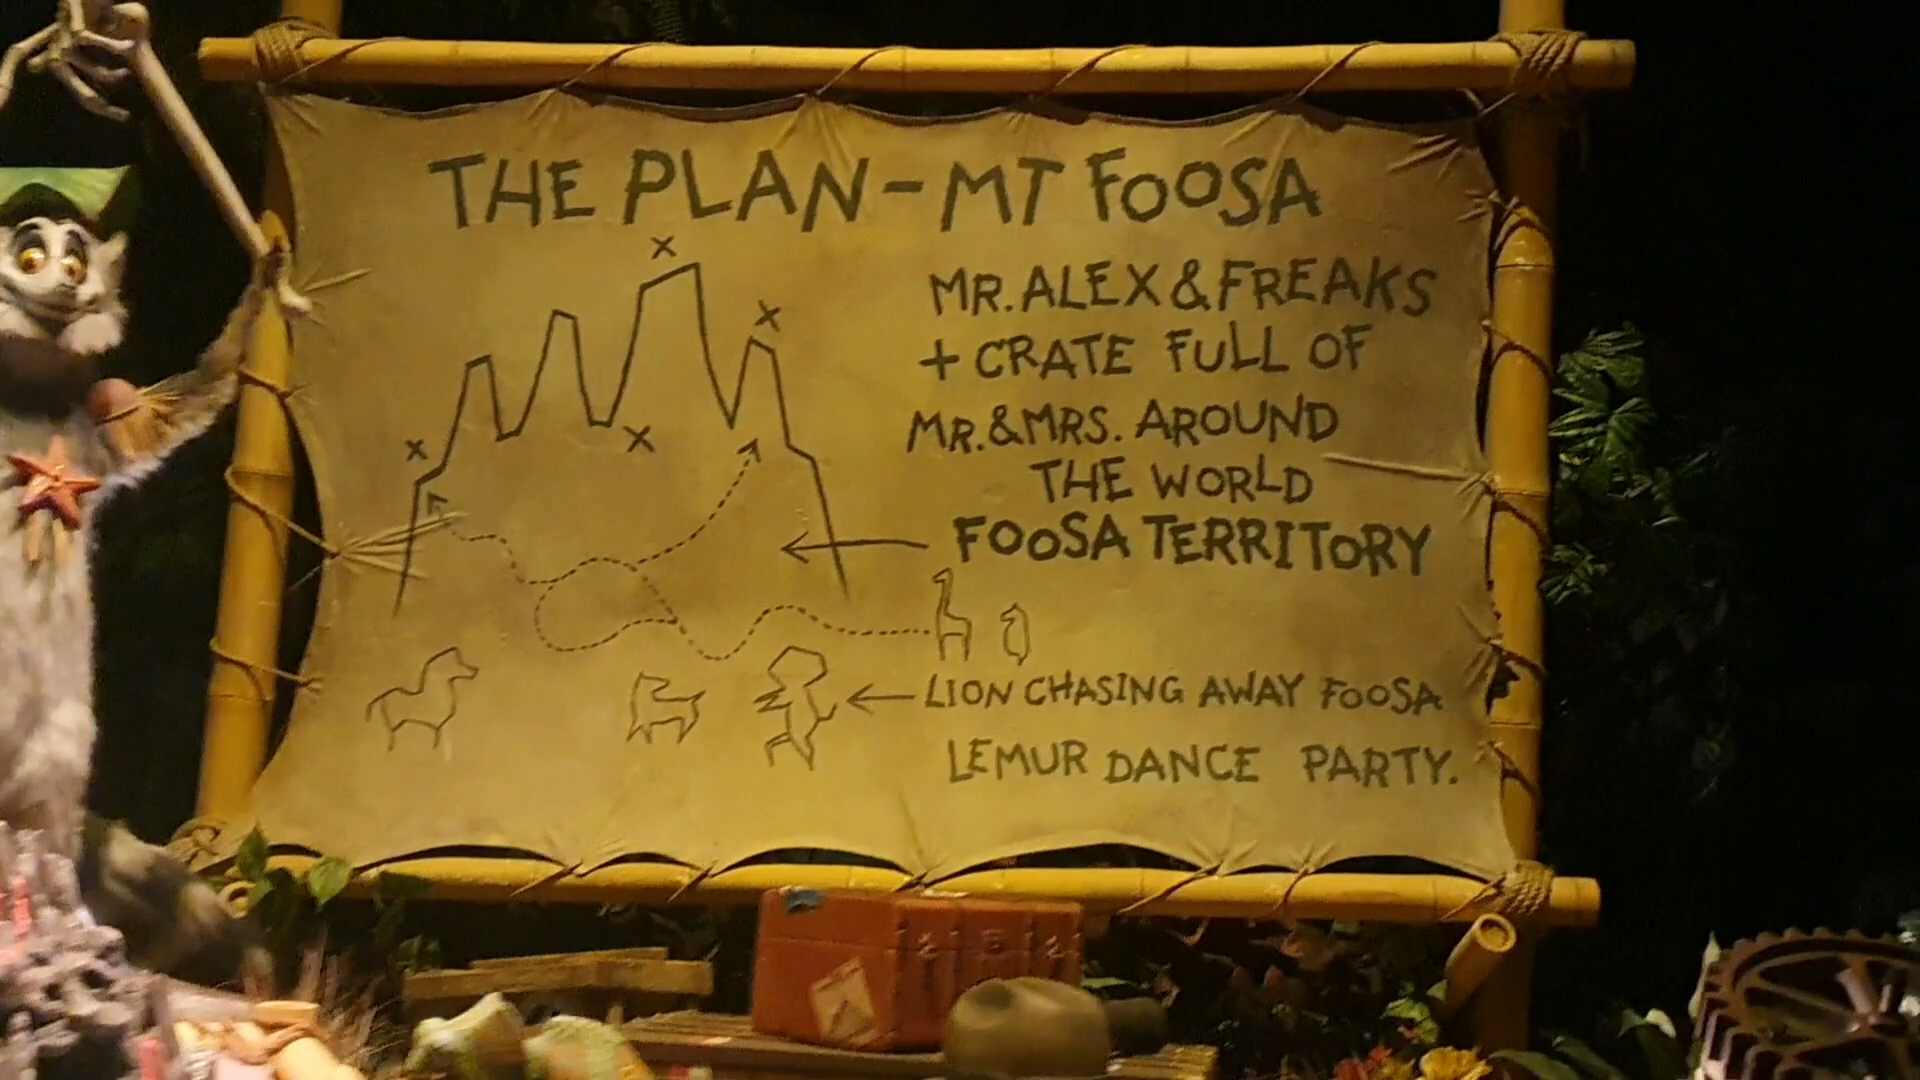 THE PLAN - MT FOOSA
MR. ALEX & FREAKS
+ CRATE FULL OF
MR. & MRS. AROUND
THE WORLD
FOOSA TERRITORY
LION CHASING AWAY FOOSA
LEMUR DANCE PARTY.